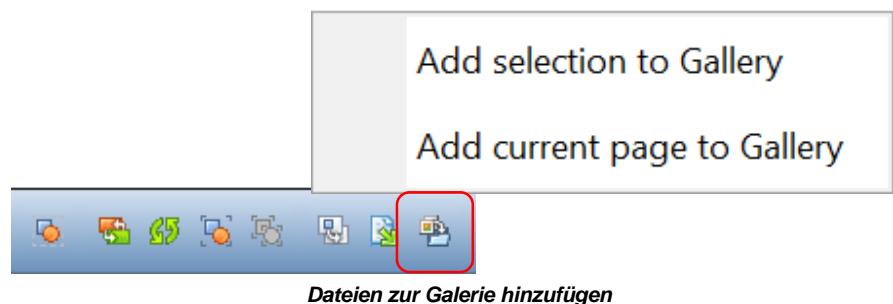 Add selection to Gallery
Add current page to Gallery
Dateien zur Galerie hinzufügen